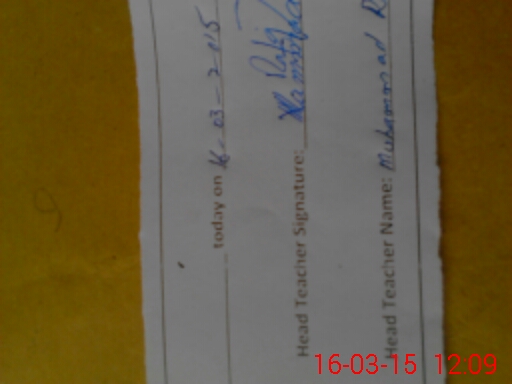 today on 16-03-2015
Head Teacher Signature:
Head Teacher Name: Muhammad R
16-03-15 12:09